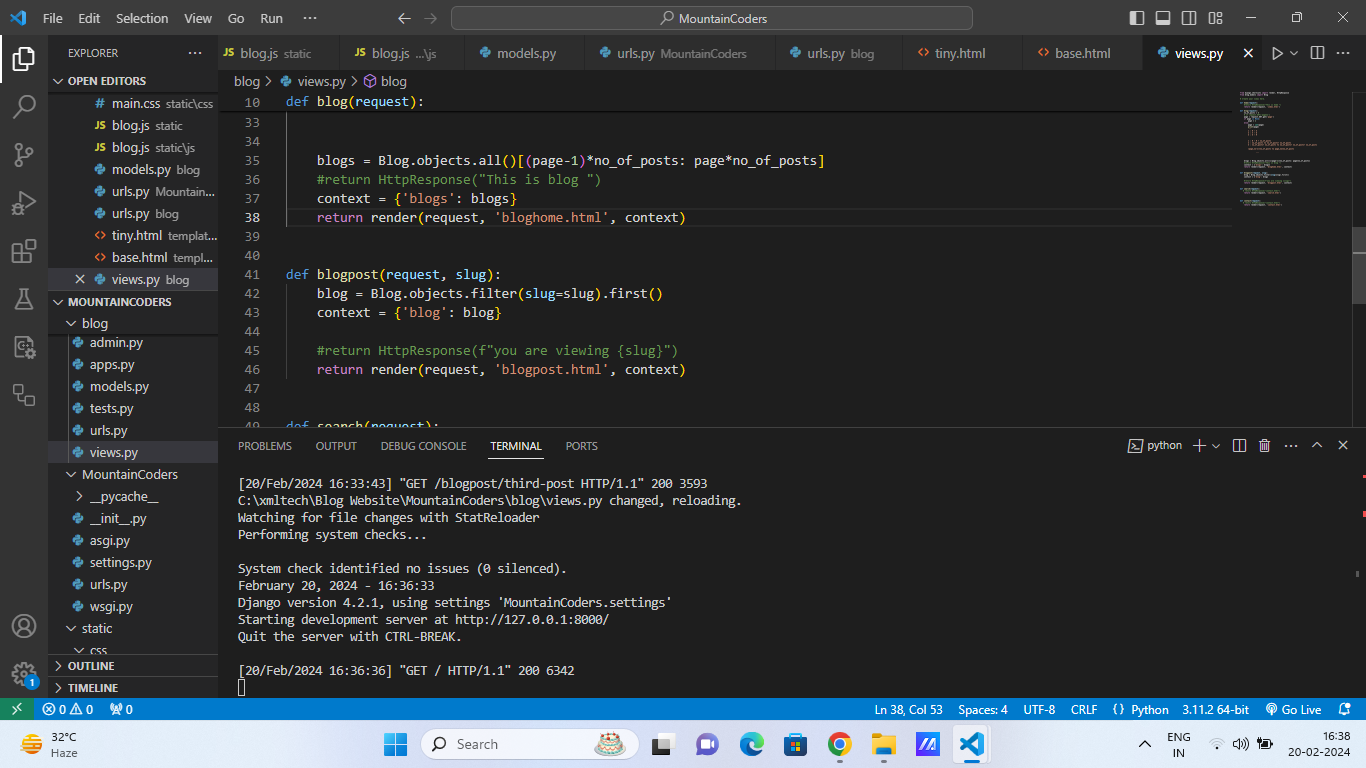 File Edit Selection View Go Run ··· MountainCoders
EXPLORER ···
OPEN EDITORS
# main.css static\css
JS blog.js static
JS blog.js static\js
models.py blog
urls.py Mountain...
urls.py blog
<> tiny.html templat...
<> base.html templ...
× views.py blog
MOUNTAINCODERS
blog
admin.py
apps.py
models.py
tests.py
urls.py
views.py
MountainCoders
__pycache__
__init__.py
asgi.py
settings.py
urls.py
wsgi.py
static
css
OUTLINE
TIMELINE
JS blog.js static JS blog.js ...\js models.py urls.py MountainCoders urls.py blog <> tiny.html <> base.html views.py ×
blog > views.py > blog
10 def blog(request):
33
34
35 blogs = Blog.objects.all()[(page-1)*no_of_posts: page*no_of_posts]
36 #return HttpResponse("This is blog ")
37 context = {'blogs': blogs}
38 return render(request, 'bloghome.html', context)
39
40
41 def blogpost(request, slug):
42 blog = Blog.objects.filter(slug=slug).first()
43 context = {'blog': blog}
44
45 #return HttpResponse(f"you are viewing {slug}")
46 return render(request, 'blogpost.html', context)
47
48
49 def search(request):
PROBLEMS OUTPUT DEBUG CONSOLE TERMINAL PORTS python
[20/Feb/2024 16:33:43] "GET /blogpost/third-post HTTP/1.1" 200 3593
C:\xmltech\Blog Website\MountainCoders\blog\views.py changed, reloading.
Watching for file changes with StatReloader
Performing system checks...
System check identified no issues (0 silenced).
February 20, 2024 - 16:36:33
Django version 4.2.1, using settings 'MountainCoders.settings'
Starting development server at http://127.0.0.1:8000/
Quit the server with CTRL-BREAK.
[20/Feb/2024 16:36:36] "GET / HTTP/1.1" 200 6342
1
0 0 0 Ln 38, Col 53 Spaces: 4 UTF-8 CRLF {} Python 3.11.2 64-bit Go Live
32°C
Haze
Search
ENG
IN
16:38
20-02-2024